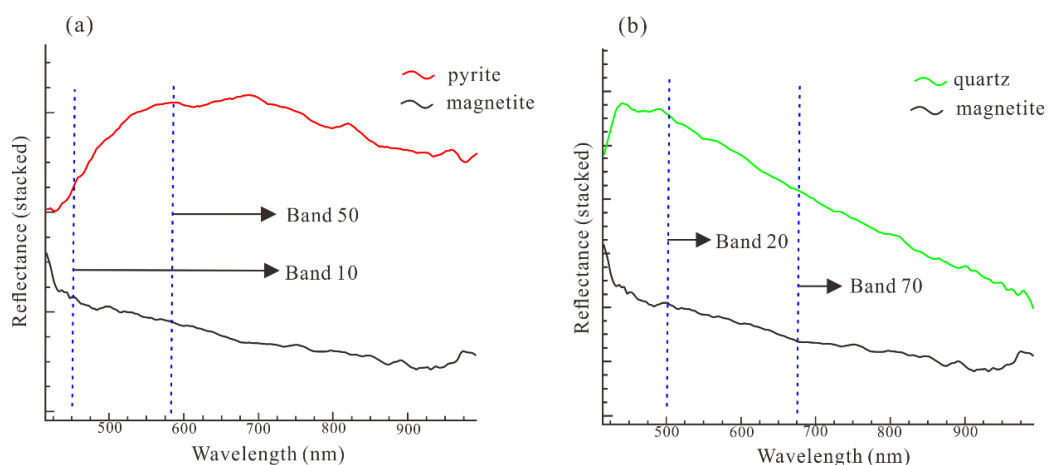 (a)
pyrite
magnetite
Band 50
Band 10
Reflectance (stacked)
500 600 700 800 900
Wavelength (nm)
(b)
quartz
magnetite
Band 20
Band 70
Reflectance (stacked)
500 600 700 800 900
Wavelength (nm)